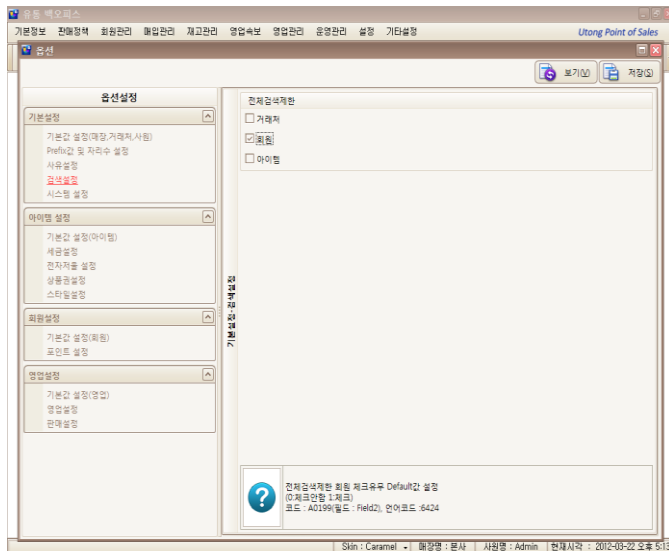 유통 백오피스
기본정보 판매정책 회원관리 매입관리 재고관리 영업속보 영업관리 운영관리 설정 기타설정 Utong Point of Sales
옵션
보기(V) 저장(S)
옵션설정
기본설정
기본값 설정(매장,거래처,사원)
Prefix값 및 자리수 설정
사유설정
검색설정
시스템 설정
아이템 설정
기본값 설정(아이템)
세금설정
전자저울 설정
상품권설정
스타일설정
회원설정
기본값 설정(회원)
포인트 설정
영업설정
기본값 설정(영업)
영업설정
판매설정
기본설정-검색설정
전체검색제한
거래처
회원
아이템
전체검색제한 회원 체크유무 Default값 설정
(0:체크안함 1:체크)
코드 : A0199(필드 : Field2), 언어코드 :6424
Skin : Caramel 매장명 : 본사 사원명 : Admin 현재시각 : 2012-03-22 오후 5:13